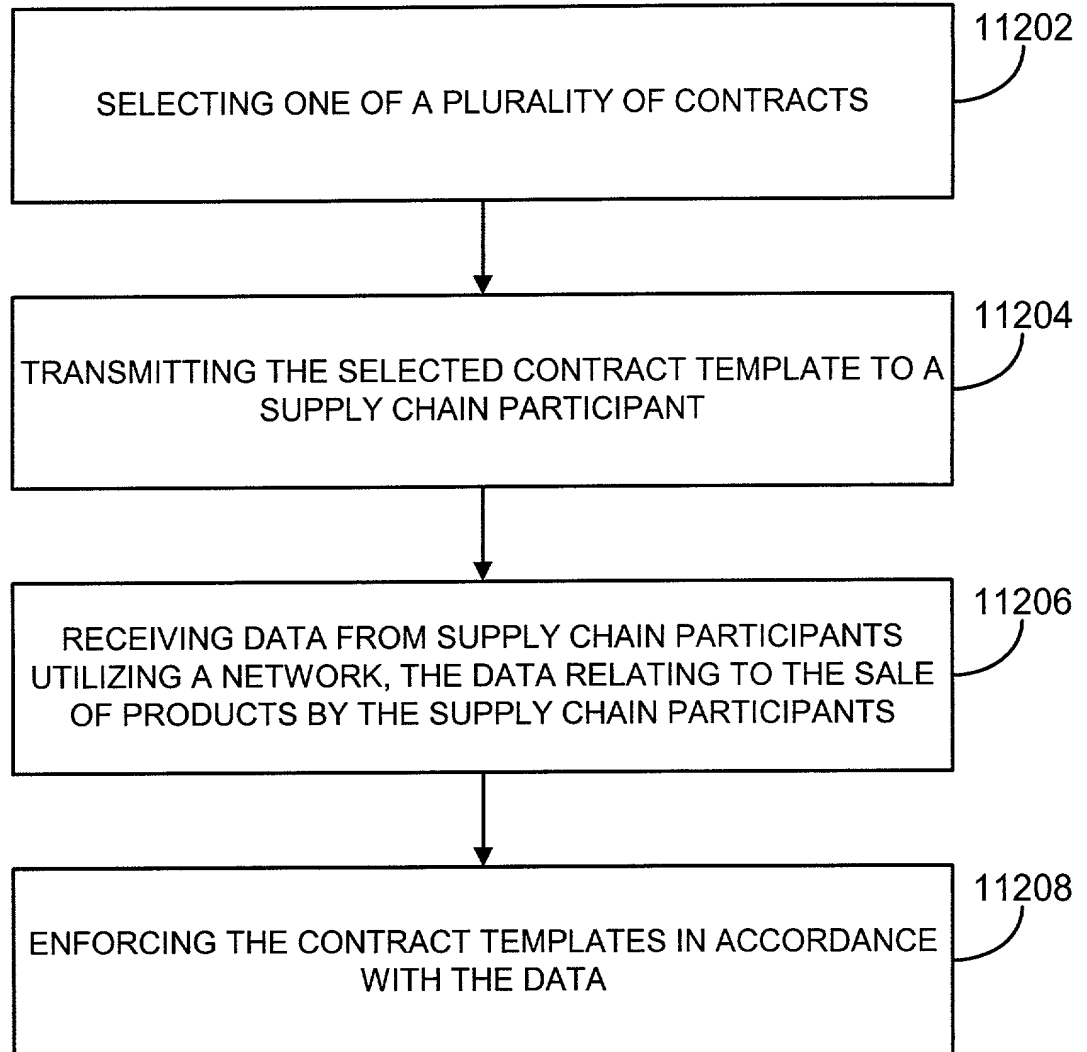 11202
SELECTING ONE OF A PLURALITY OF CONTRACTS
11204
TRANSMITTING THE SELECTED CONTRACT TEMPLATE TO A
SUPPLY CHAIN PARTICIPANT
11206
RECEIVING DATA FROM SUPPLY CHAIN PARTICIPANTS
UTILIZING A NETWORK, THE DATA RELATING TO THE SALE
OF PRODUCTS BY THE SUPPLY CHAIN PARTICIPANTS
11208
ENFORCING THE CONTRACT TEMPLATES IN ACCORDANCE
WITH THE DATA